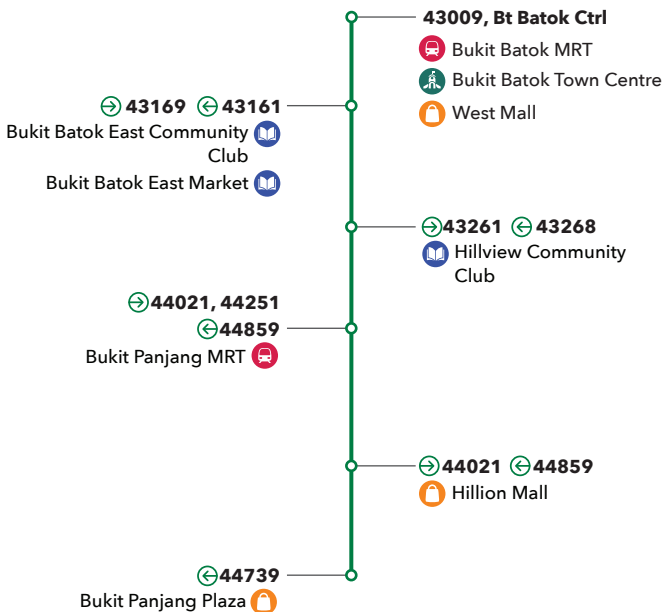 43009, Bt Batok Ctrl
Bukit Batok MRT
Bukit Batok Town Centre
West Mall
43169 43161
Bukit Batok East Community
Club
Bukit Batok East Market
43261 43268
Hillview Community
Club
44021, 44251
44859
Bukit Panjang MRT
44021 44859
Hillion Mall
44739
Bukit Panjang Plaza